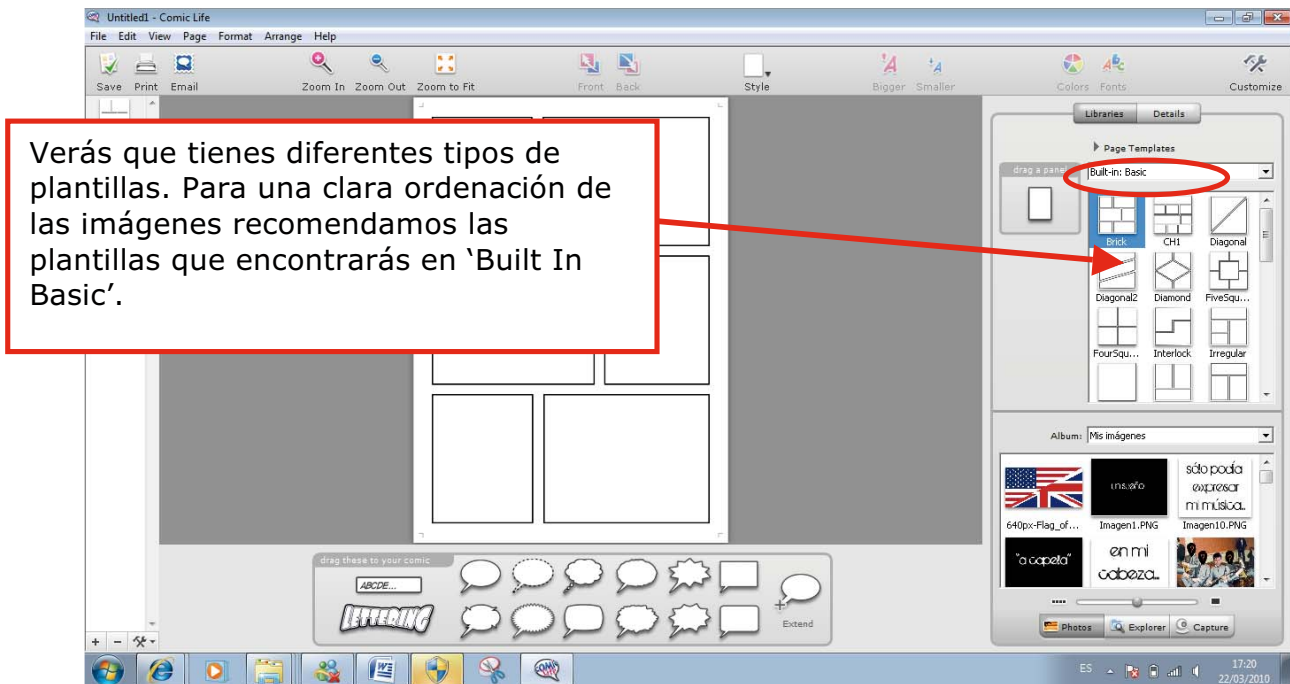 Untitled1 - Comic Life
File Edit View Page Format Arrange Help
Save Print Email Zoom In Zoom Out Zoom to Fit Front Back Style Bigger Smaller Colors Fonts Customize
Libraries Details
Page Templates
drag a panel
Built-in: Basic
Verás que tienes diferentes tipos de
plantillas. Para una clara ordenación de
las imágenes recomendamos las
plantillas que encontrarás en ‘Built In
Basic’.
Brick CH1 Diagonal
Diagonal2 Diamond FiveSqu...
FourSqu... Interlock Irregular
Album: Mis imágenes
insueño
sólo podía
expresar
mi música..
640px-Flag_of... Imagen1.PNG Imagen10.PNG
"a capela"
en mi
cabeza..
drag these to your comic
ABCDE...
LETTERING
Extend
Photos Explorer Capture
ES 17:20
22/03/2010